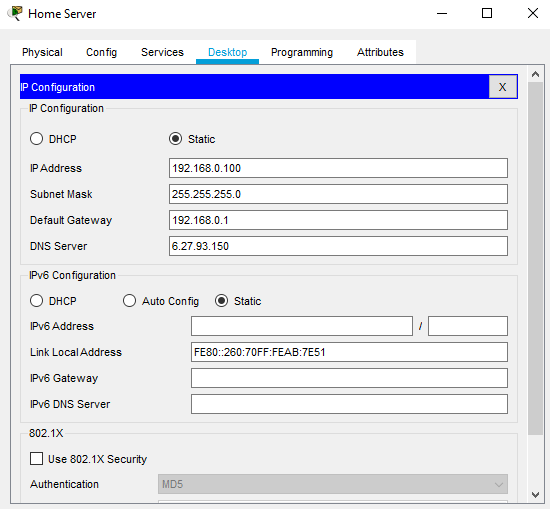 Home Server
Physical Config Services Desktop Programming Attributes
IP Configuration X
IP Configuration
DHCP Static
IP Address 192.168.0.100
Subnet Mask 255.255.255.0
Default Gateway 192.168.0.1
DNS Server 6.27.93.150
IPv6 Configuration
DHCP Auto Config Static
IPv6 Address /
Link Local Address FE80::260:70FF:FEAB:7E51
IPv6 Gateway
IPv6 DNS Server
802.1X
Use 802.1X Security
Authentication MD5